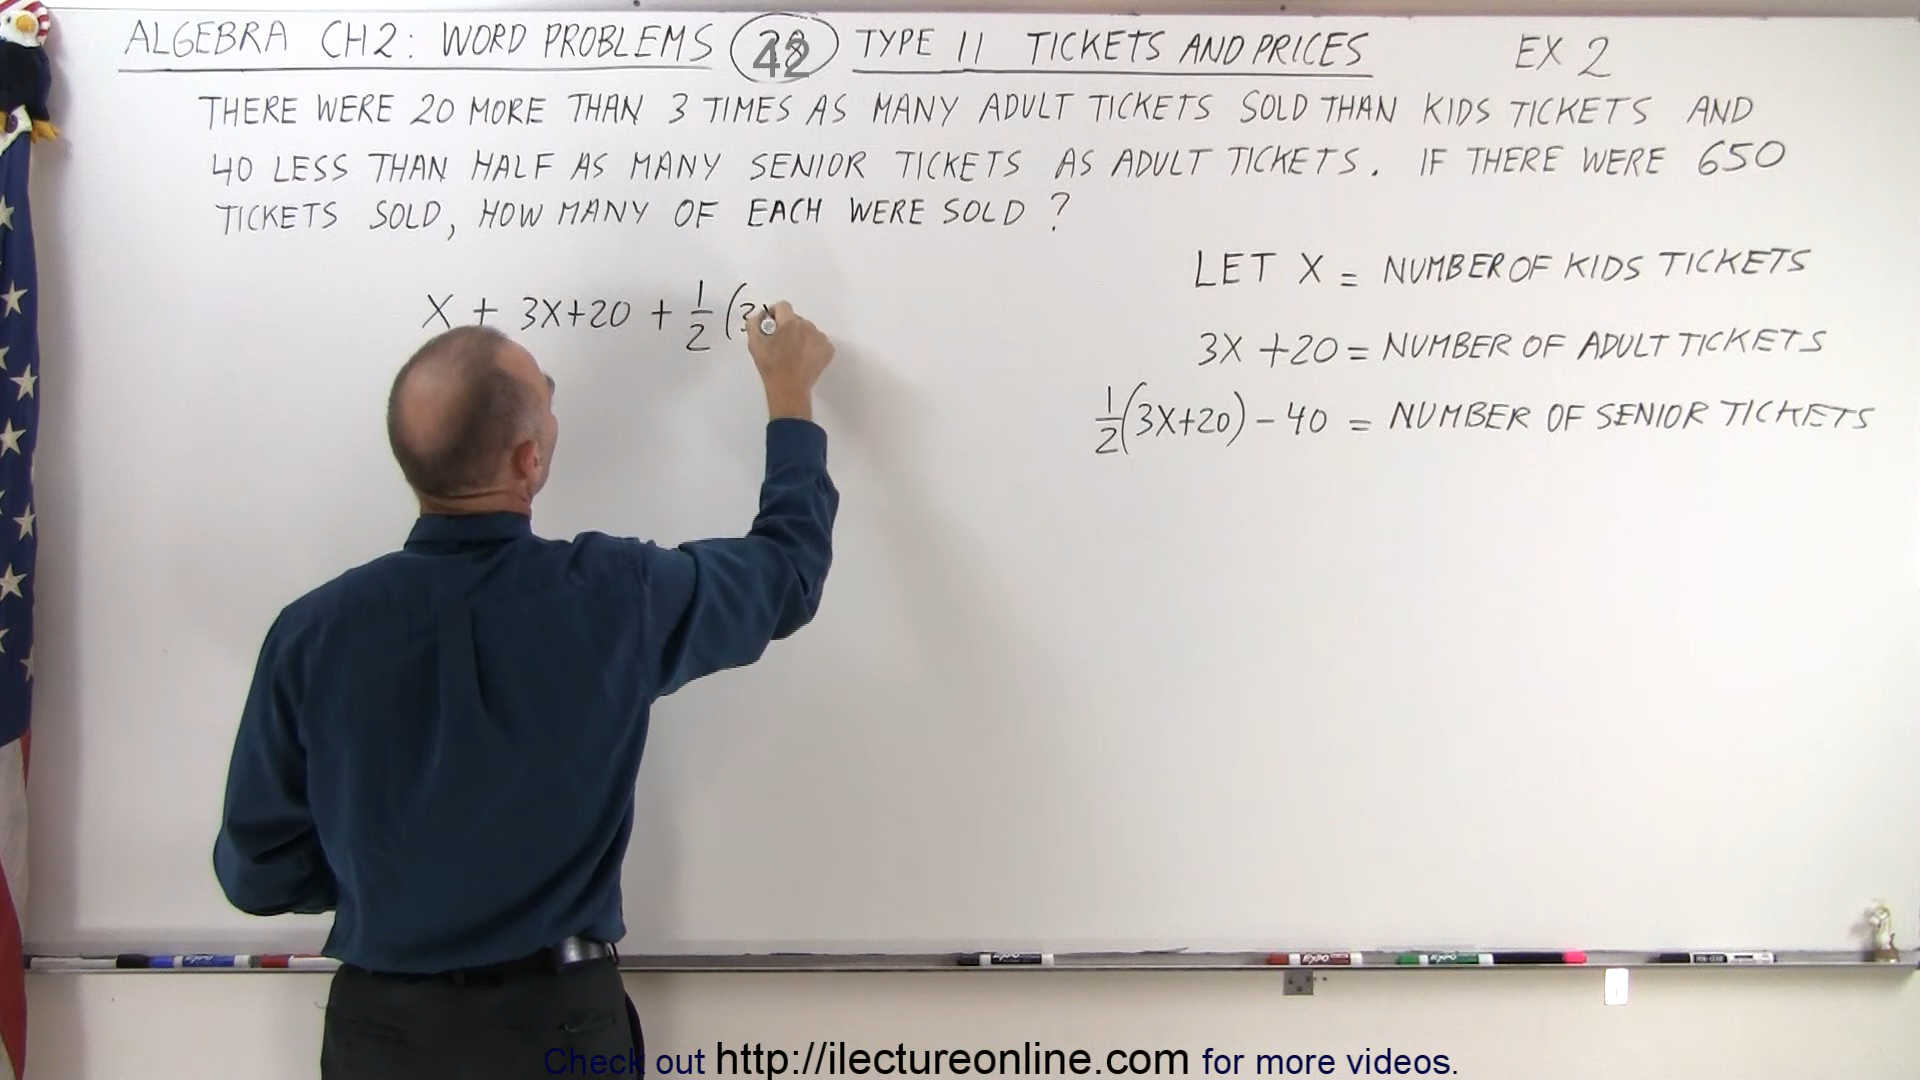 ALGEBRA CH2: WORD PROBLEMS 42 TYPE 11 TICKETS AND PRICES EX 2
THERE WERE 20 MORE THAN 3 TIMES AS MANY ADULT TICKETS SOLD THAN KIDS TICKETS AND
40 LESS THAN HALF AS MANY SENIOR TICKETS AS ADULT TICKETS. IF THERE WERE 650
TICKETS SOLD, HOW MANY OF EACH WERE SOLD ?
LET X = NUMBER OF KIDS TICKETS
X + 3X+20 + 1/2 (3X
3X +20 = NUMBER OF ADULT TICKETS
1/2(3X+20) - 40 = NUMBER OF SENIOR TICKETS
Check out http://ilectureonline.com for more videos.